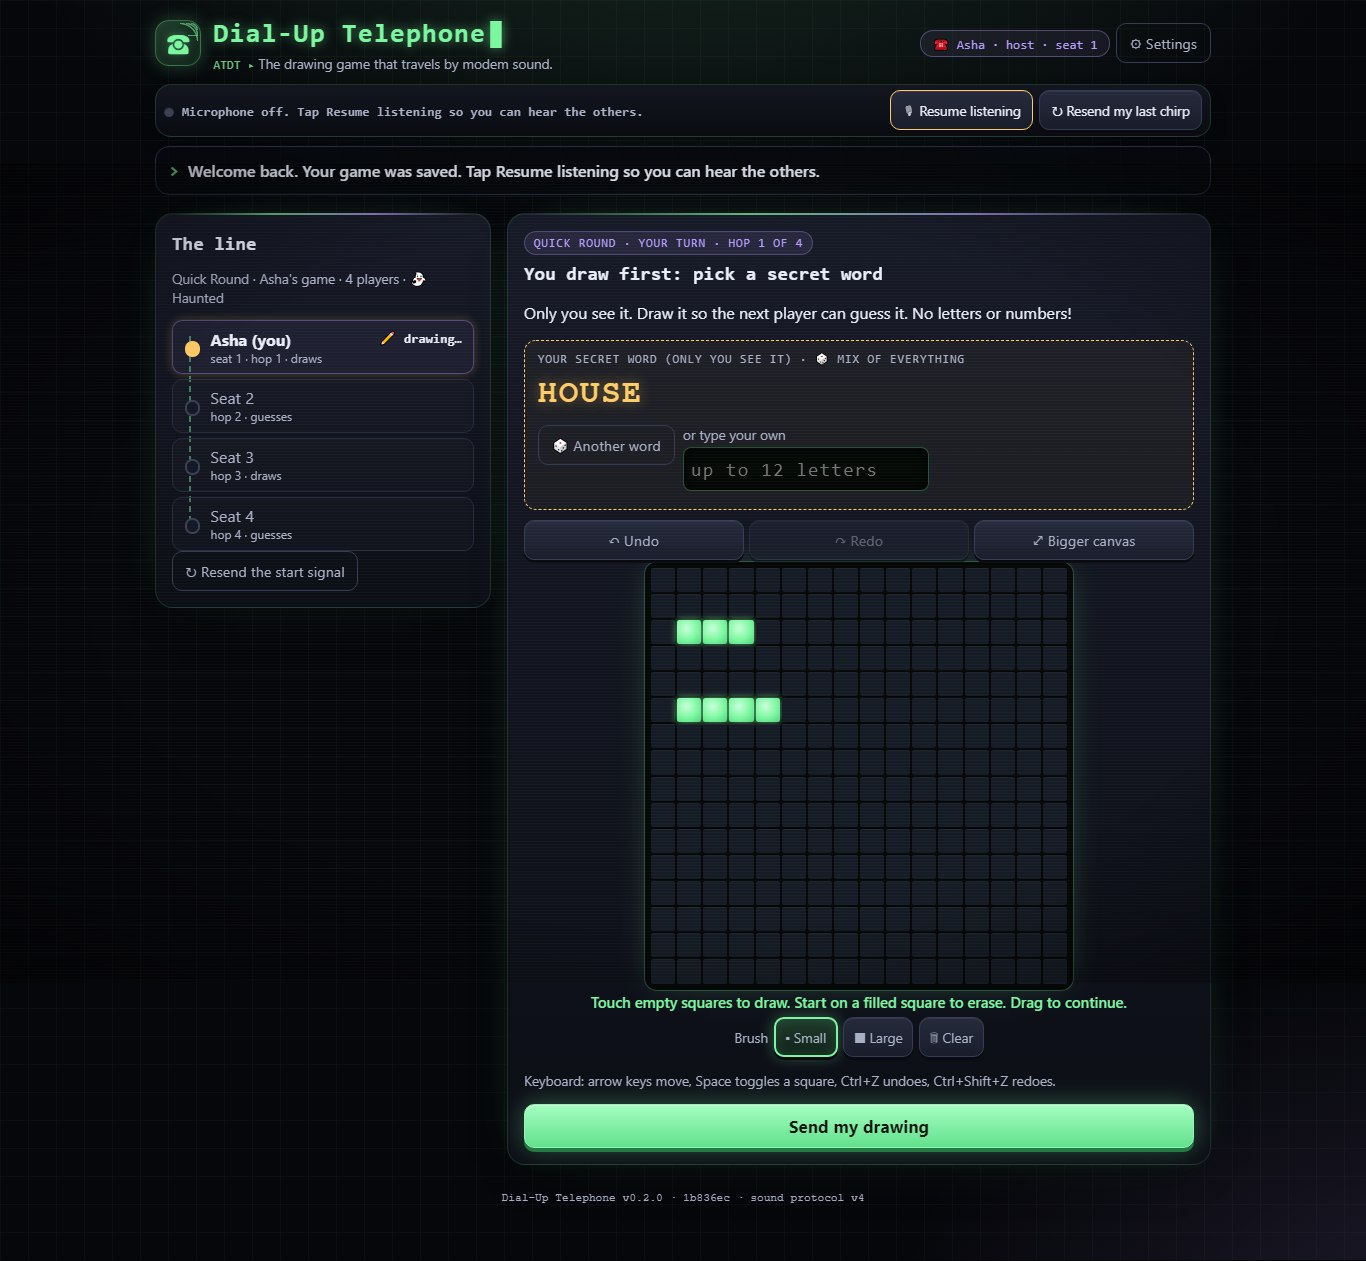 Dial-Up Telephone
ATDT ▸ The drawing game that travels by modem sound.
Asha · host · seat 1
Settings
Microphone off. Tap Resume listening so you can hear the others.
Resume listening
Resend my last chirp
Welcome back. Your game was saved. Tap Resume listening so you can hear the others.
The line
Quick Round · Asha's game · 4 players ·
Haunted
Asha (you)
drawing…
seat 1 · hop 1 · draws
Seat 2
hop 2 · guesses
Seat 3
hop 3 · draws
Seat 4
hop 4 · guesses
Resend the start signal
QUICK ROUND · YOUR TURN · HOP 1 OF 4
You draw first: pick a secret word
Only you see it. Draw it so the next player can guess it. No letters or numbers!
YOUR SECRET WORD (ONLY YOU SEE IT) · MIX OF EVERYTHING
HOUSE
Another word
or type your own
up to 12 letters
Undo
Redo
Bigger canvas
Touch empty squares to draw. Start on a filled square to erase. Drag to continue.
Brush
Small
Large
Clear
Keyboard: arrow keys move, Space toggles a square, Ctrl+Z undoes, Ctrl+Shift+Z redoes.
Send my drawing
Dial-Up Telephone v0.2.0 · 1b836ec · sound protocol v4